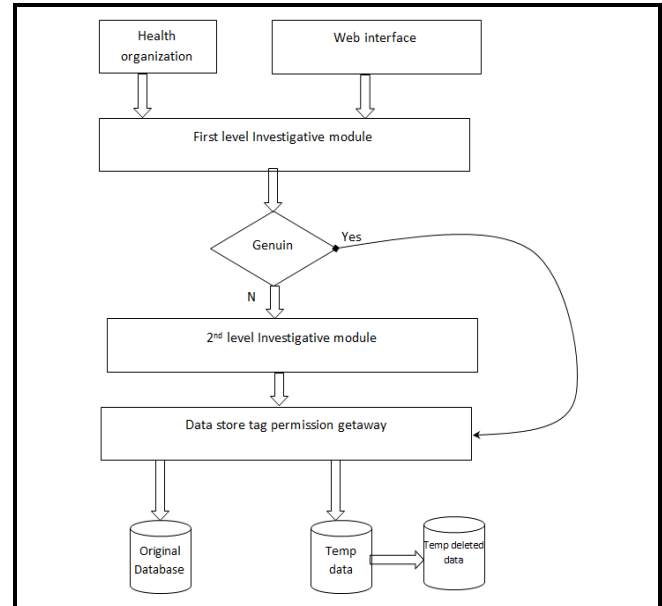 Health
organization
Web interface
First level Investigative module
Genuin
Yes
N
2nd level Investigative module
Data store tag permission getaway
Original
Database
Temp
data
Temp deleted
data